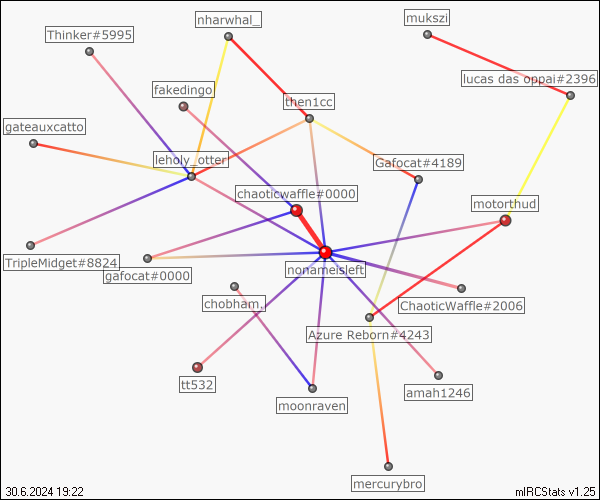 nharwhal_
mukszi
Thinker#5995
lucas das oppai#2396
fakedingo
then1cc
gateauxcatto
leholy_otter
Gafocat#4189
chaoticwaffle#0000
motorthud
TripleMidget#8824
gafocat#0000
nonameisleft
chobham,
ChaoticWaffle#2006
Azure Reborn#4243
tt532
amah1246
moonraven
mercurybro
30.6.2024 19:22
mIRCStats v1.25